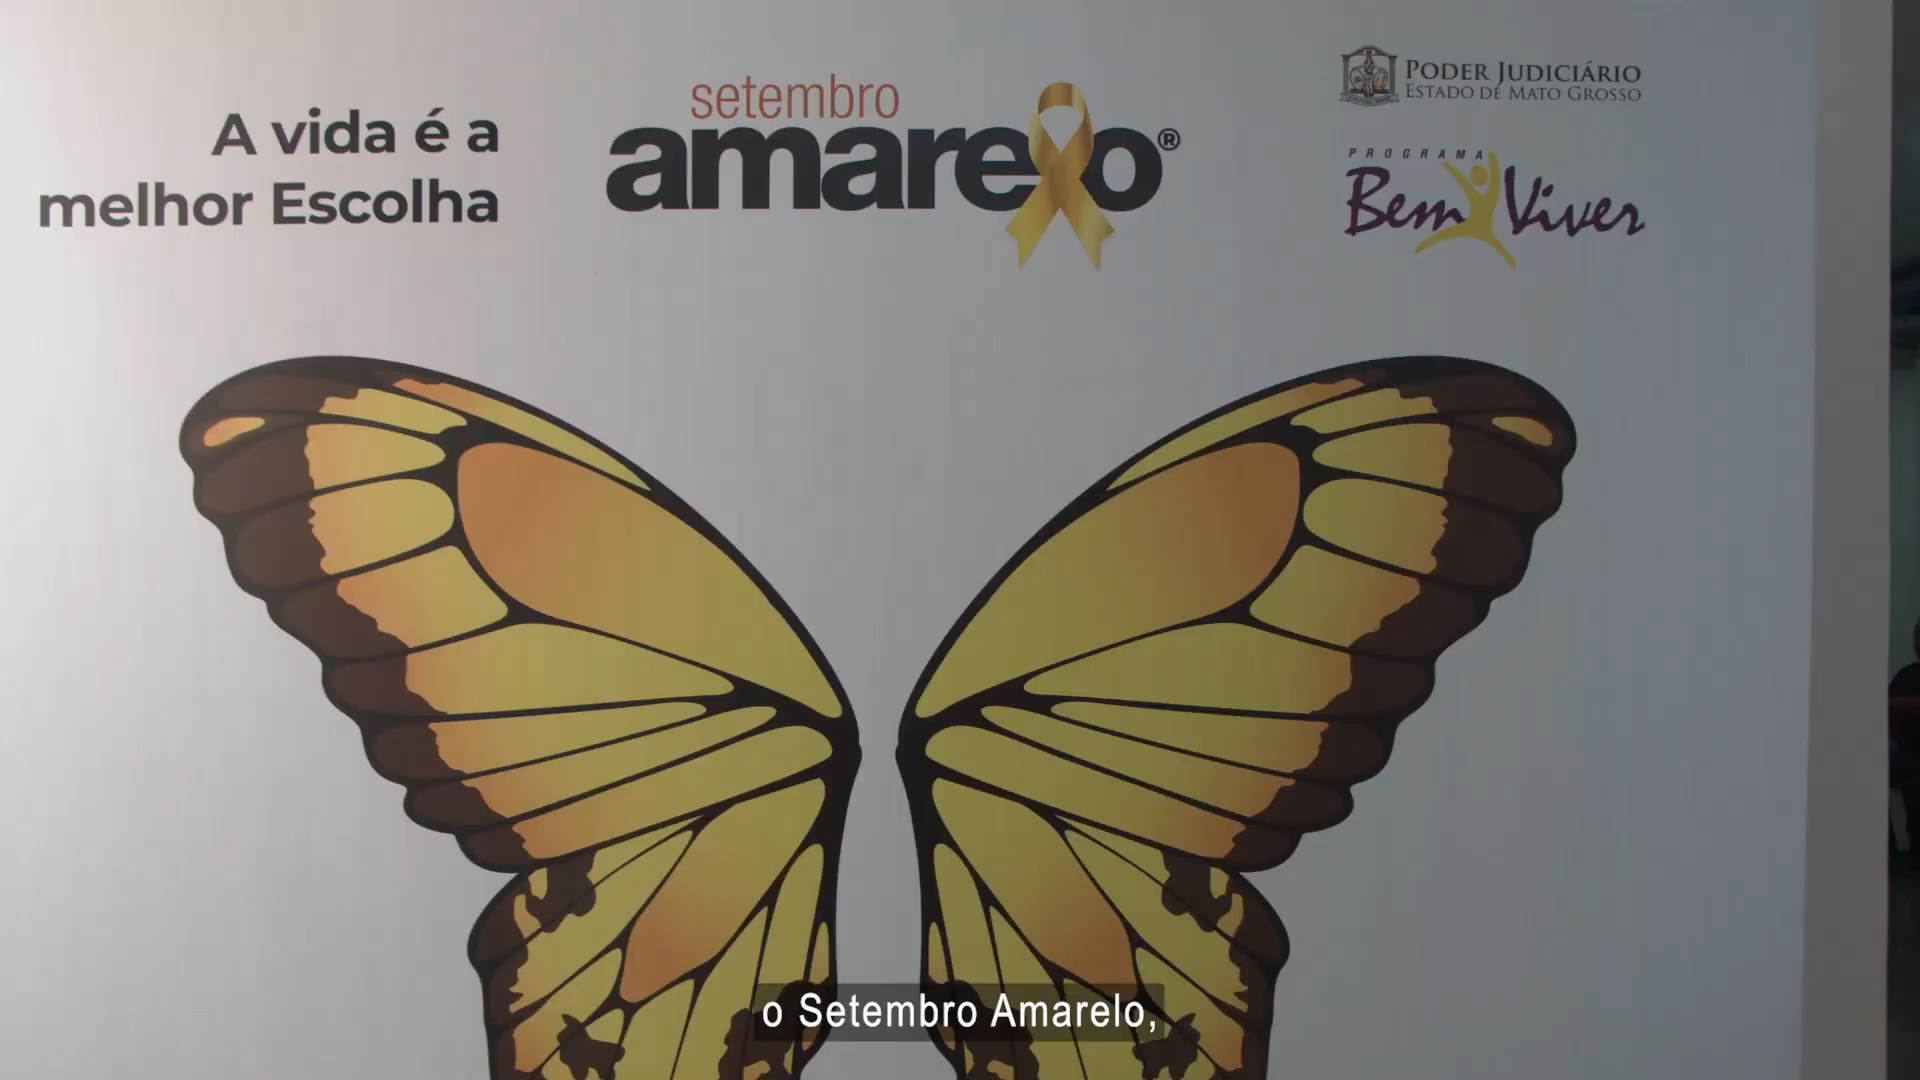 A vida é a
melhor Escolha
setembro
amarelo®
PODER JUDICIÁRIO
ESTADO DE MATO GROSSO
PROGRAMA
Bem Viver
o Setembro Amarelo,